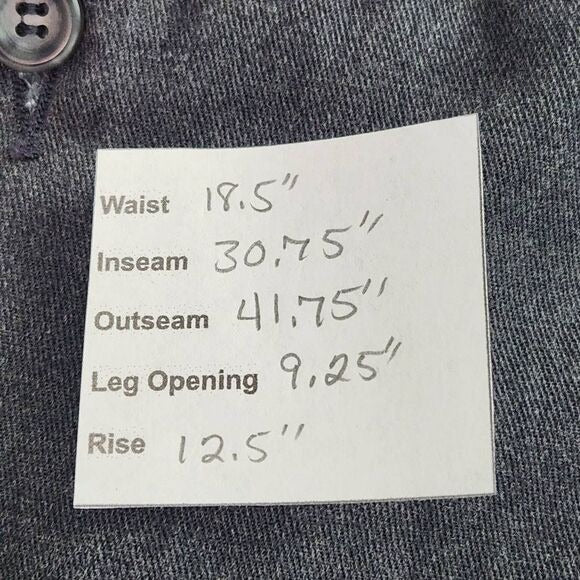 Waist 18.5"
Inseam 30.75"
Outseam 41.75"
Leg Opening 9.25"
Rise 12.5"